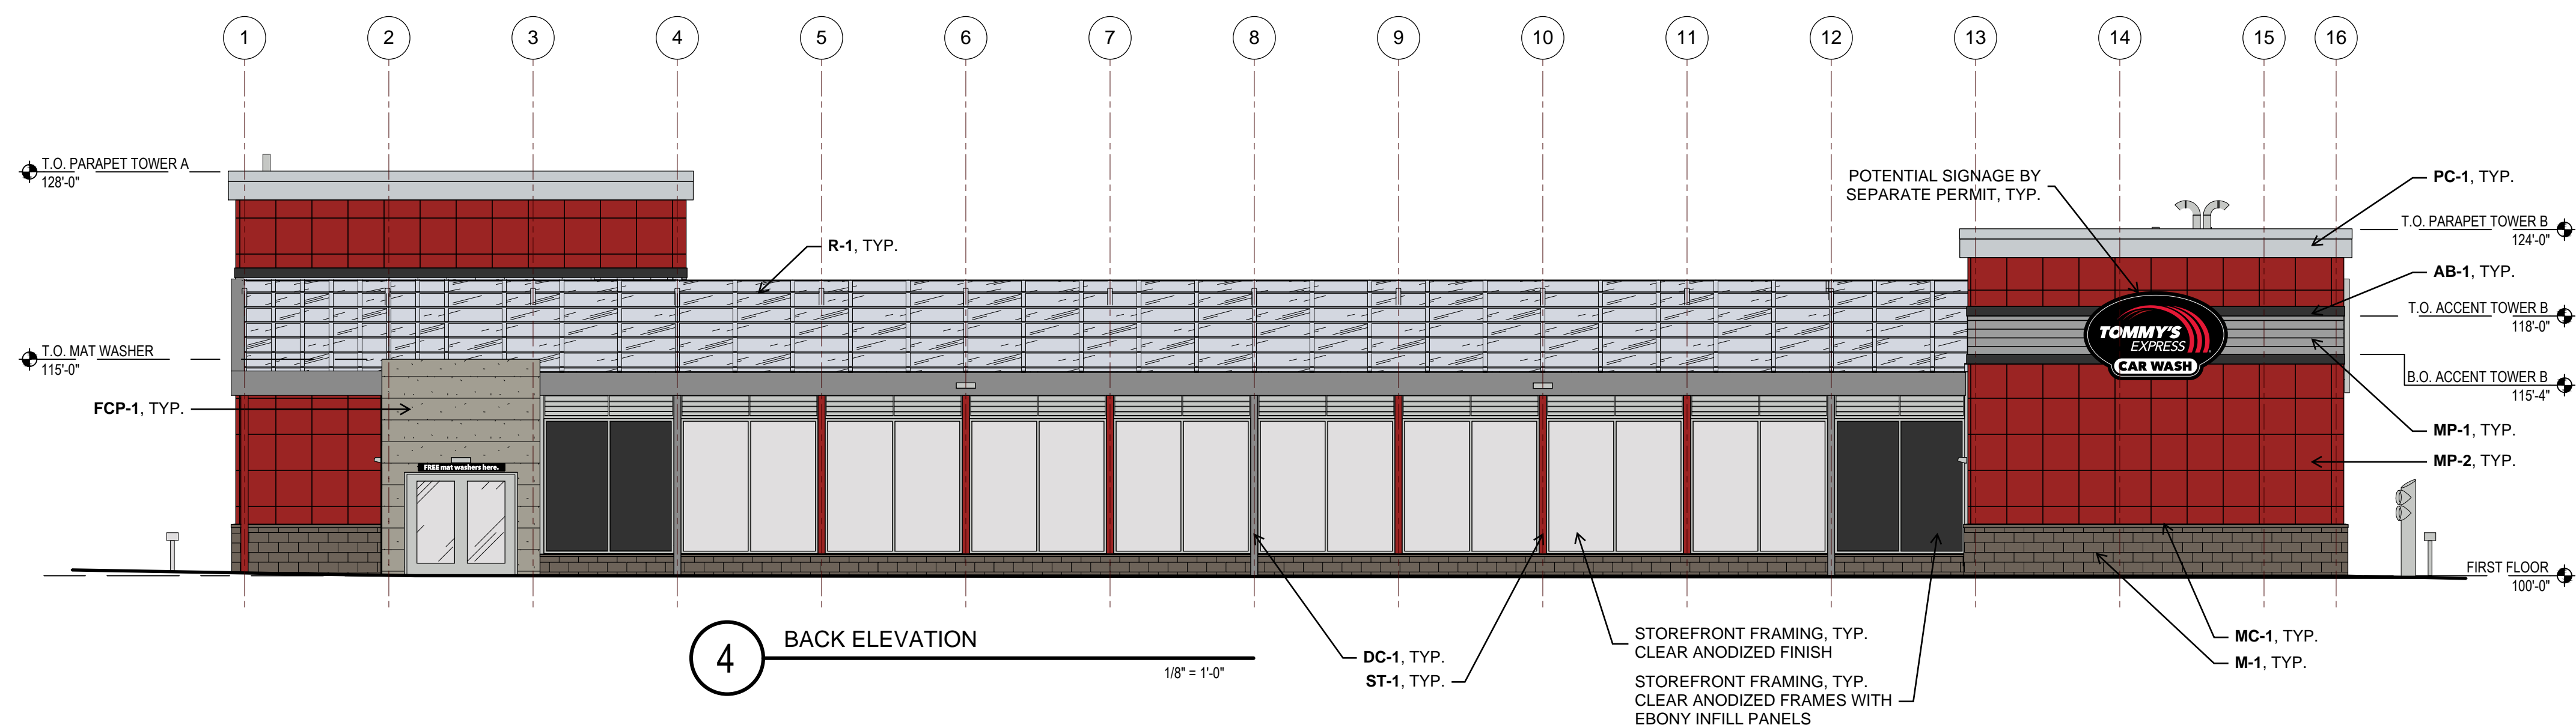 1 2 3 4 5 6 7 8 9 10 11 12 13 14 15 16
T.O. PARAPET TOWER A
128'-0"
T.O. MAT WASHER
115'-0"
FCP-1, TYP.
R-1, TYP.
FREE mat washers here.
POTENTIAL SIGNAGE BY
SEPARATE PERMIT, TYP.
TOMMY'S
EXPRESS
CAR WASH
PC-1, TYP.
T.O. PARAPET TOWER B
124'-0"
AB-1, TYP.
T.O. ACCENT TOWER B
118'-0"
B.O. ACCENT TOWER B
115'-4"
MP-1, TYP.
MP-2, TYP.
FIRST FLOOR
100'-0"
4
BACK ELEVATION
1/8" = 1'-0"
DC-1, TYP.
ST-1, TYP.
STOREFRONT FRAMING, TYP.
CLEAR ANODIZED FINISH
STOREFRONT FRAMING, TYP.
CLEAR ANODIZED FRAMES WITH
EBONY INFILL PANELS
MC-1, TYP.
M-1, TYP.